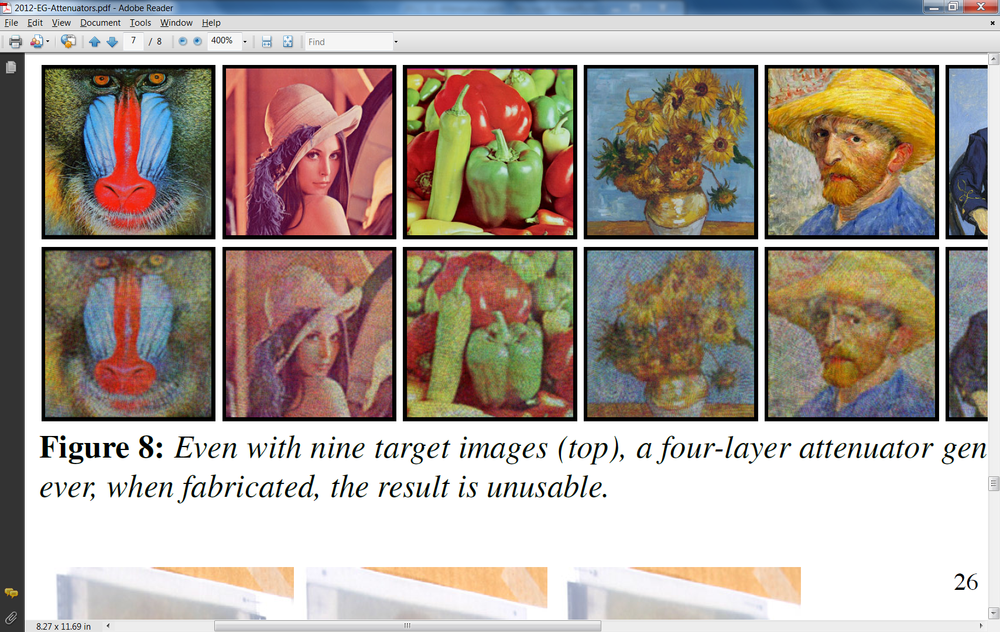 2012-EG-Attenuators.pdf - Adobe Reader
File Edit View Document Tools Window Help
7 / 8 400% Find
Figure 8: Even with nine target images (top), a four-layer attenuator gen
ever, when fabricated, the result is unusable.
26
8.27 x 11.69 in